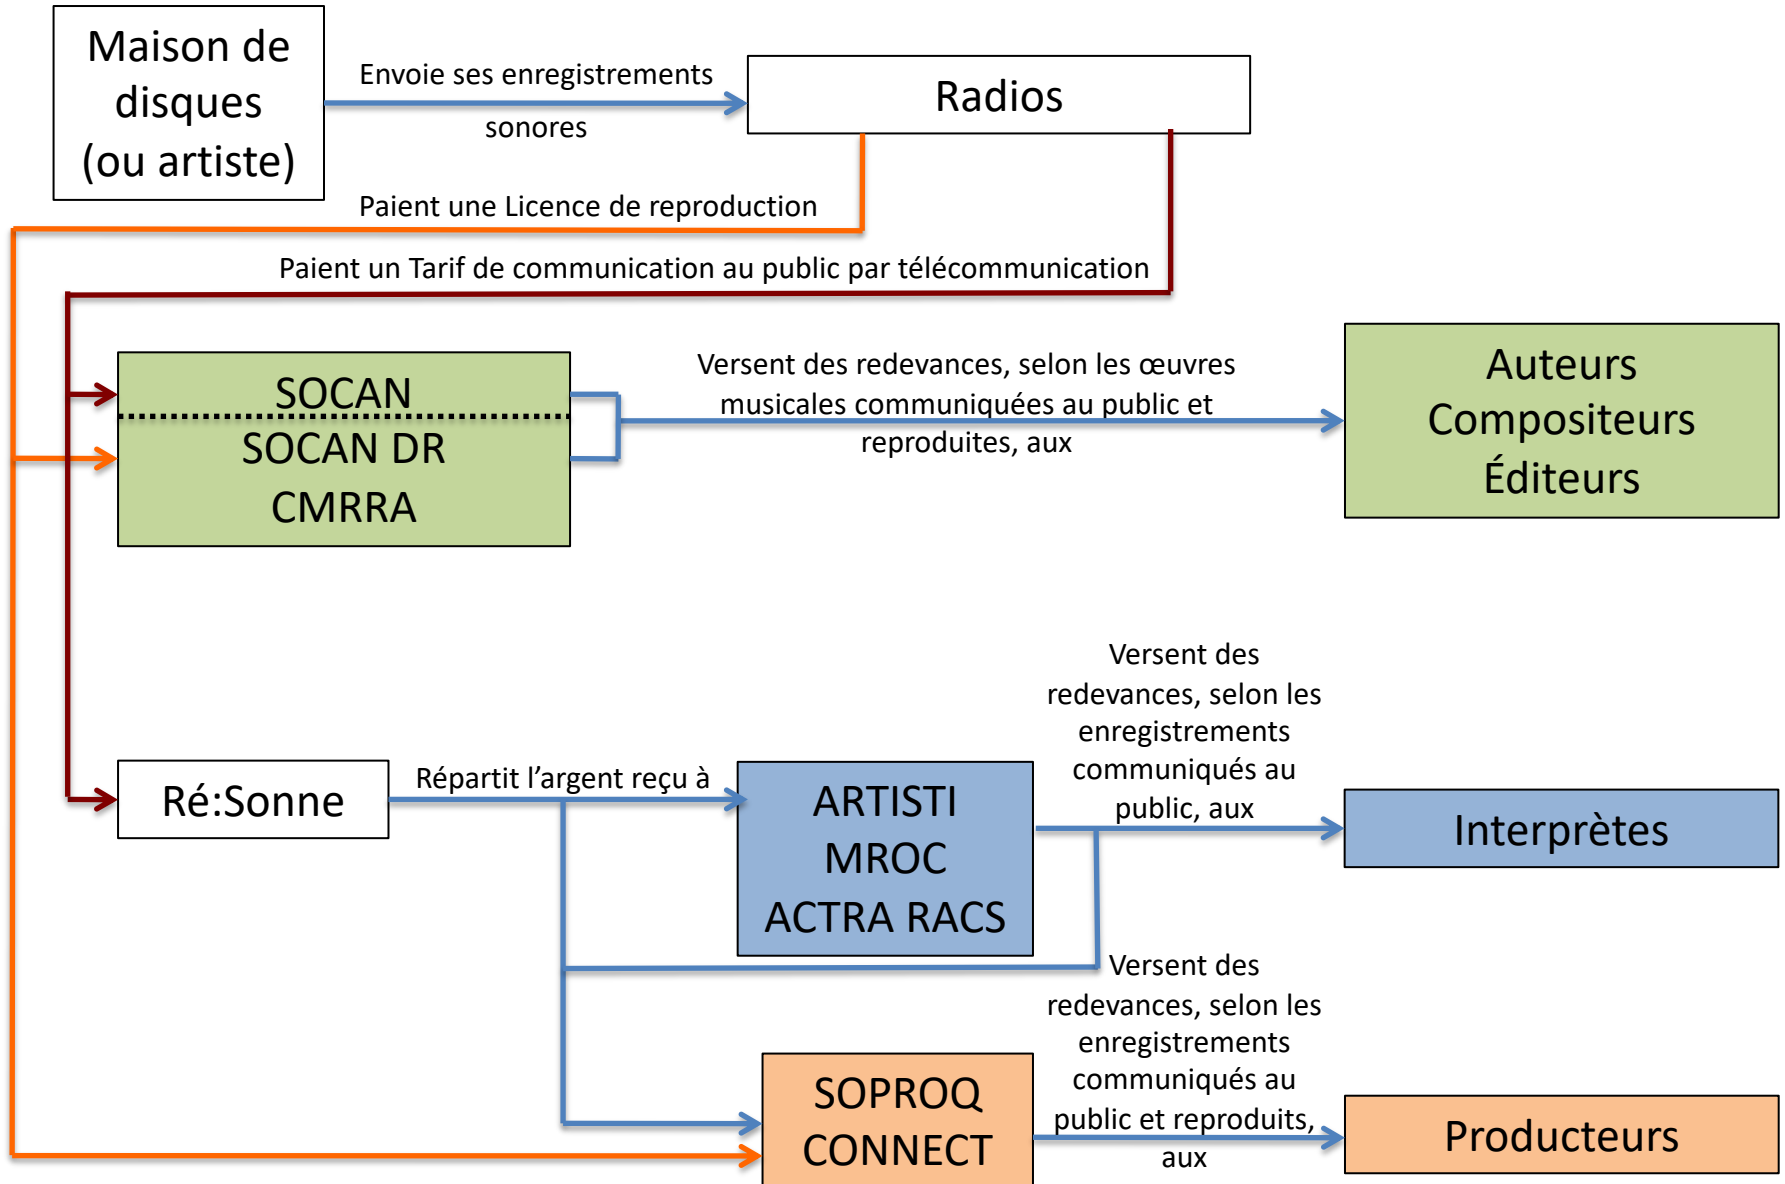 Maison de
disques
(ou artiste)
Envoie ses enregistrements
sonores
Radios
Paient une Licence de reproduction
Paient un Tarif de communication au public par télécommunication
SOCAN
SOCAN DR
CMRRA
Versent des redevances, selon les œuvres
musicales communiquées au public et
reproduites, aux
Auteurs
Compositeurs
Éditeurs
Ré:Sonne
Répartit l’argent reçu à
ARTISTI
MROC
ACTRA RACS
Versent des
redevances, selon les
enregistrements
communiqués au
public, aux
Interprètes
SOPROQ
CONNECT
Versent des
redevances, selon les
enregistrements
communiqués au
public et reproduits,
aux
Producteurs